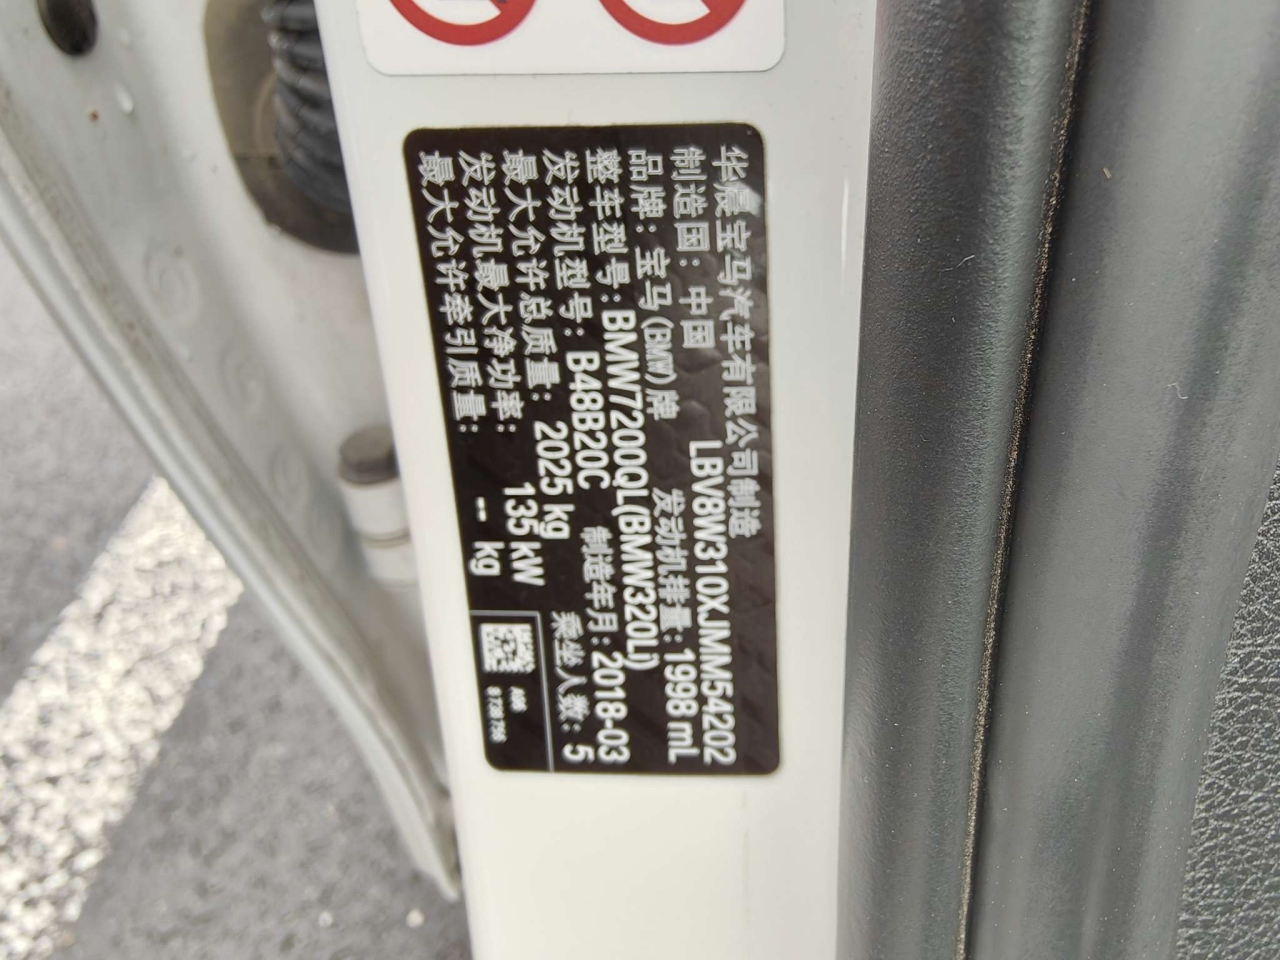 华晨宝马汽车有限公司制造
制造国：中国 LBV8W310XJMM54202
品牌：宝马(BMW)牌 发动机排量：1998 mL
整车型号：BMW7200QL(BMW320Li)
发动机型号：B48B20C 制造年月：2018-03
最大允许总质量：2025 kg 乘坐人数：5
发动机最大净功率：135 kW
最大允许牵引质量：-- kg